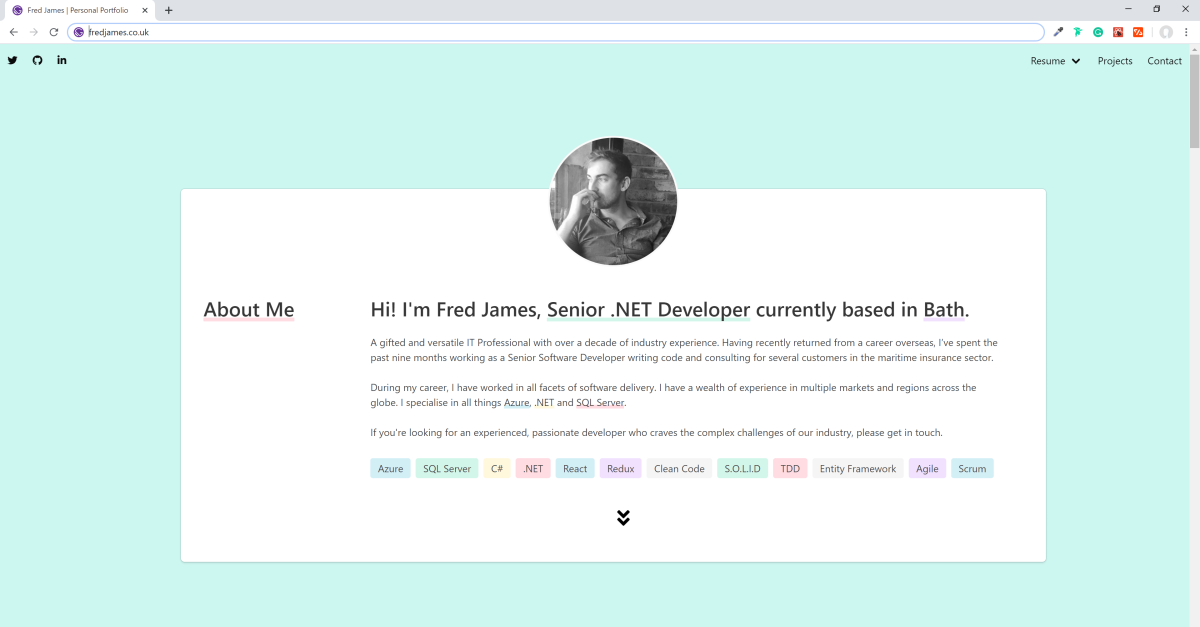 Fred James | Personal Portfolio
fredjames.co.uk
Resume
Projects
Contact
About Me
Hi! I'm Fred James, Senior .NET Developer currently based in Bath.
A gifted and versatile IT Professional with over a decade of industry experience. Having recently returned from a career overseas, I've spent the
past nine months working as a Senior Software Developer writing code and consulting for several customers in the maritime insurance sector.
During my career, I have worked in all facets of software delivery. I have a wealth of experience in multiple markets and regions across the
globe. I specialise in all things Azure, .NET and SQL Server.
If you're looking for an experienced, passionate developer who craves the complex challenges of our industry, please get in touch.
Azure SQL Server C# .NET React Redux Clean Code S.O.L.I.D TDD Entity Framework Agile Scrum